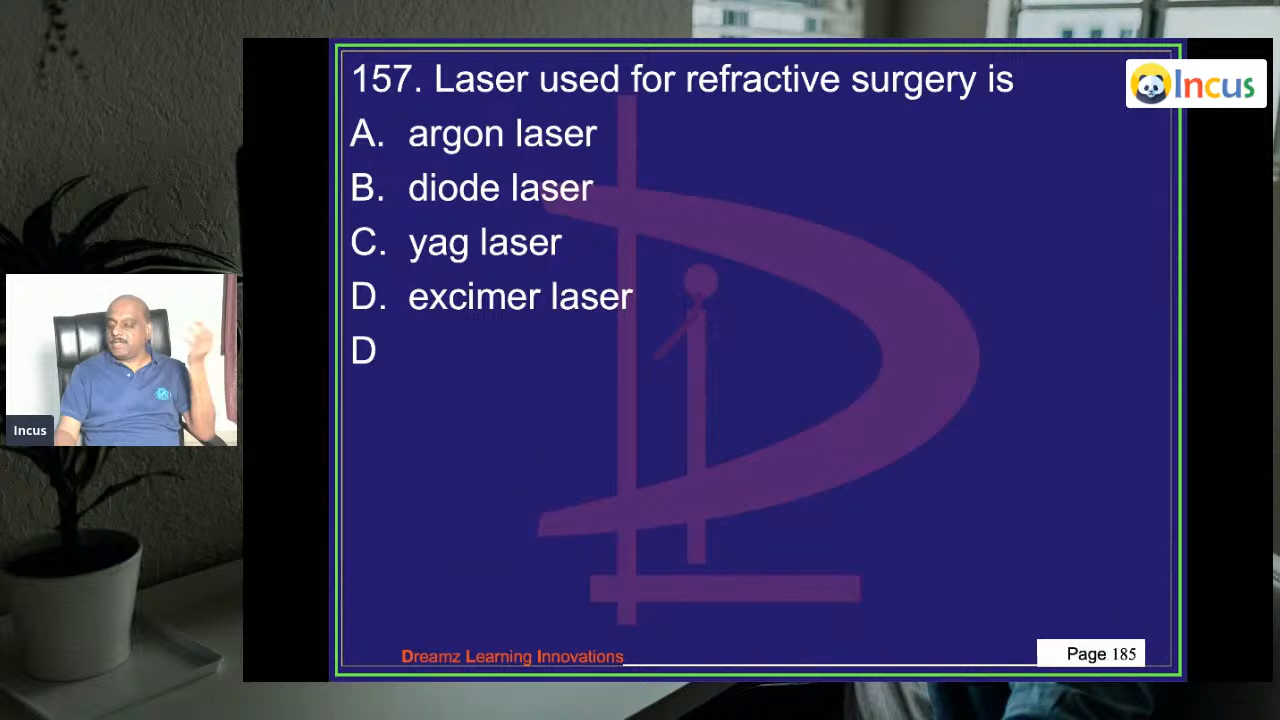 157. Laser used for refractive surgery is
A. argon laser
B. diode laser
C. yag laser
D. excimer laser
D
Incus
Incus
Dreamz Learning Innovations
Page 185